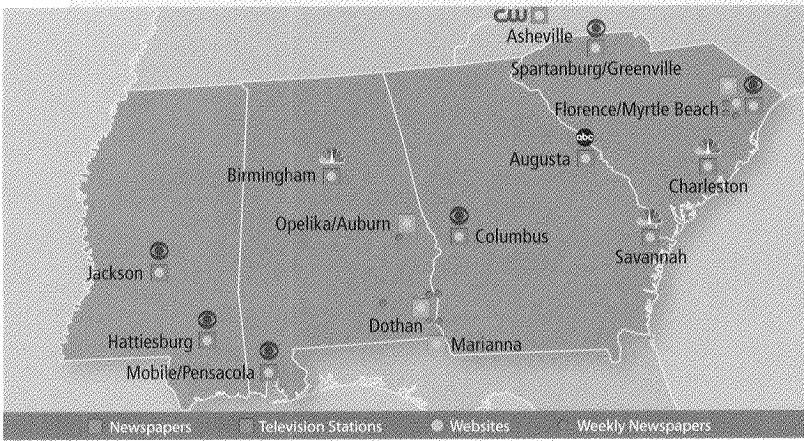 CW
Asheville
Spartanburg/Greenville
Florence/Myrtle Beach
abc
Augusta
Birmingham
Charleston
Opelika/Auburn
Columbus
Savannah
Jackson
Dothan
Hattiesburg
Marianna
Mobile/Pensacola
Newspapers Television Stations Websites Weekly Newspapers